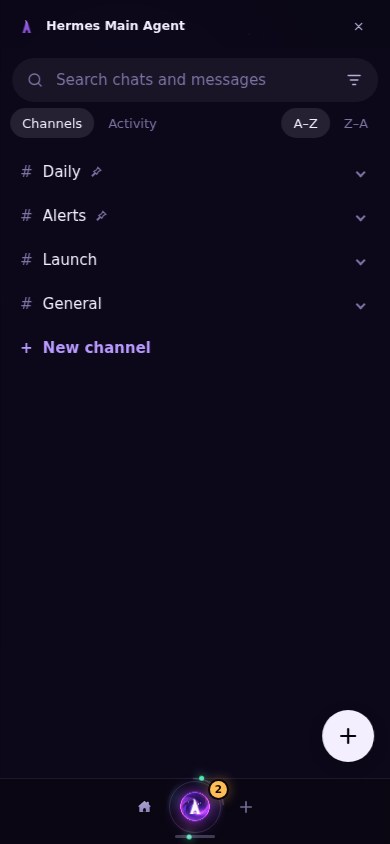 Hermes Main Agent
Search chats and messages
Channels Activity A–Z Z–A
# Daily
# Alerts
# Launch
# General
+ New channel
2